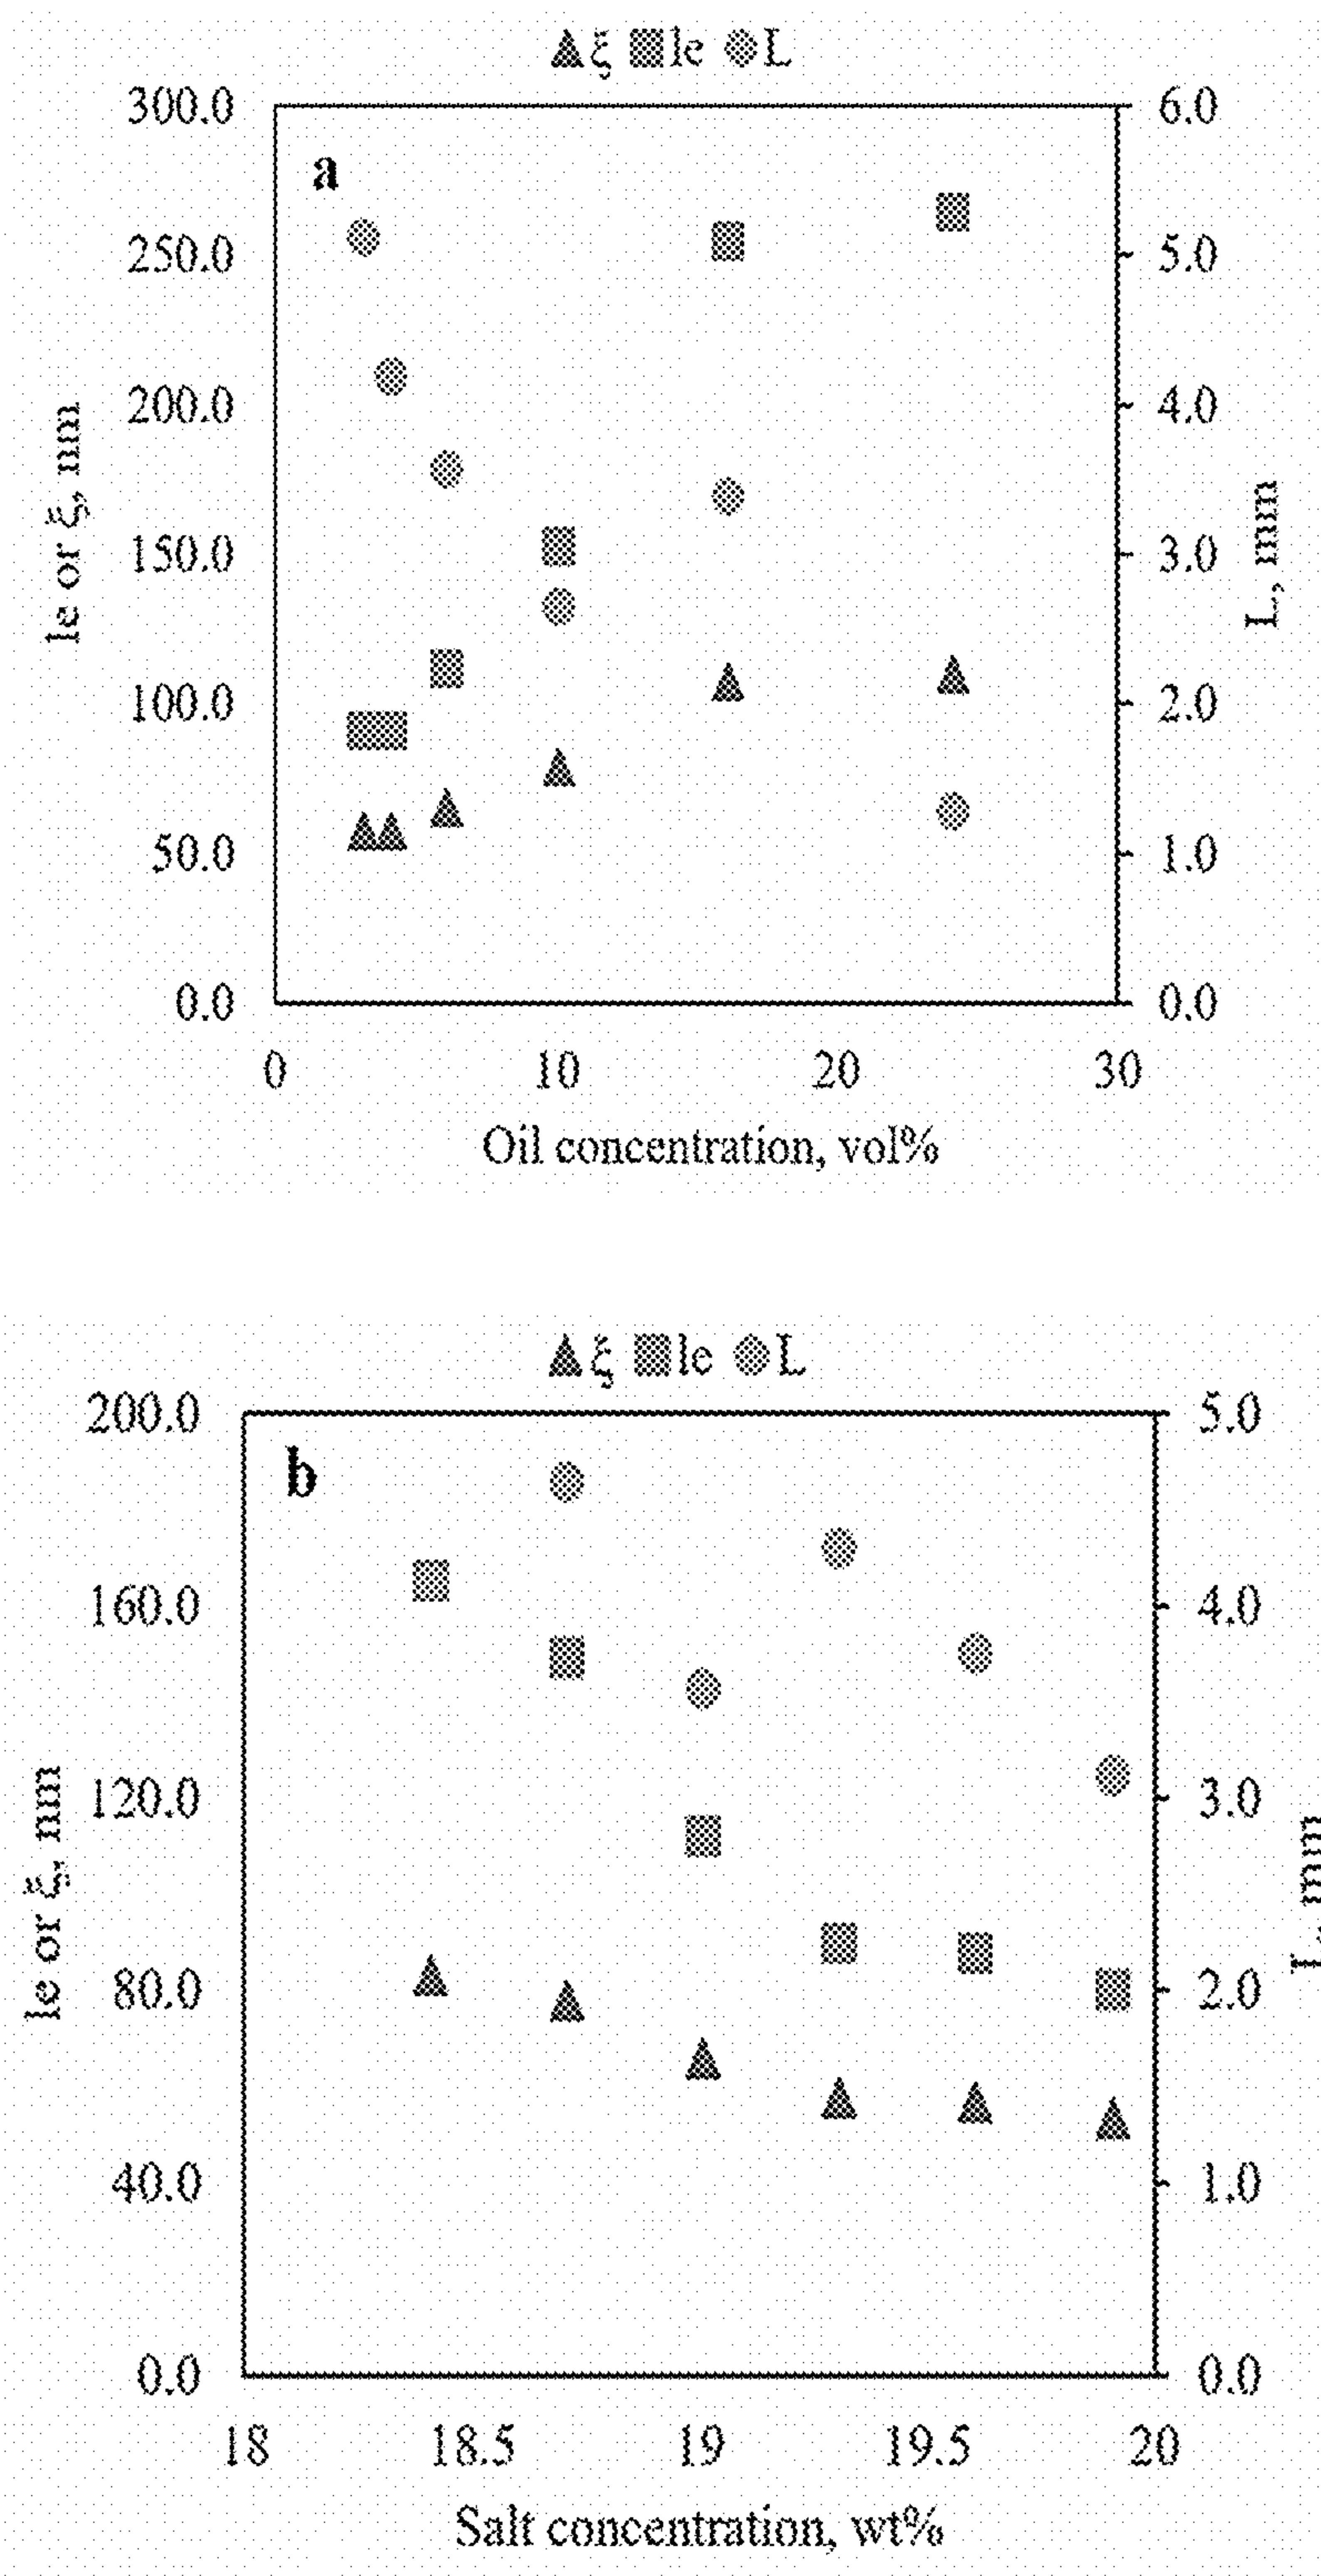 ξ le L
300.0
250.0
200.0
150.0
100.0
50.0
0.0
a
6.0
5.0
4.0
3.0
2.0
1.0
0.0
le or ξ, nm
L, mm
0 10 20 30
Oil concentration, vol%
ξ le L
200.0
160.0
120.0
80.0
40.0
0.0
b
5.0
4.0
3.0
2.0
1.0
0.0
le or ξ, nm
L, mm
18 18.5 19 19.5 20
Salt concentration, wt%